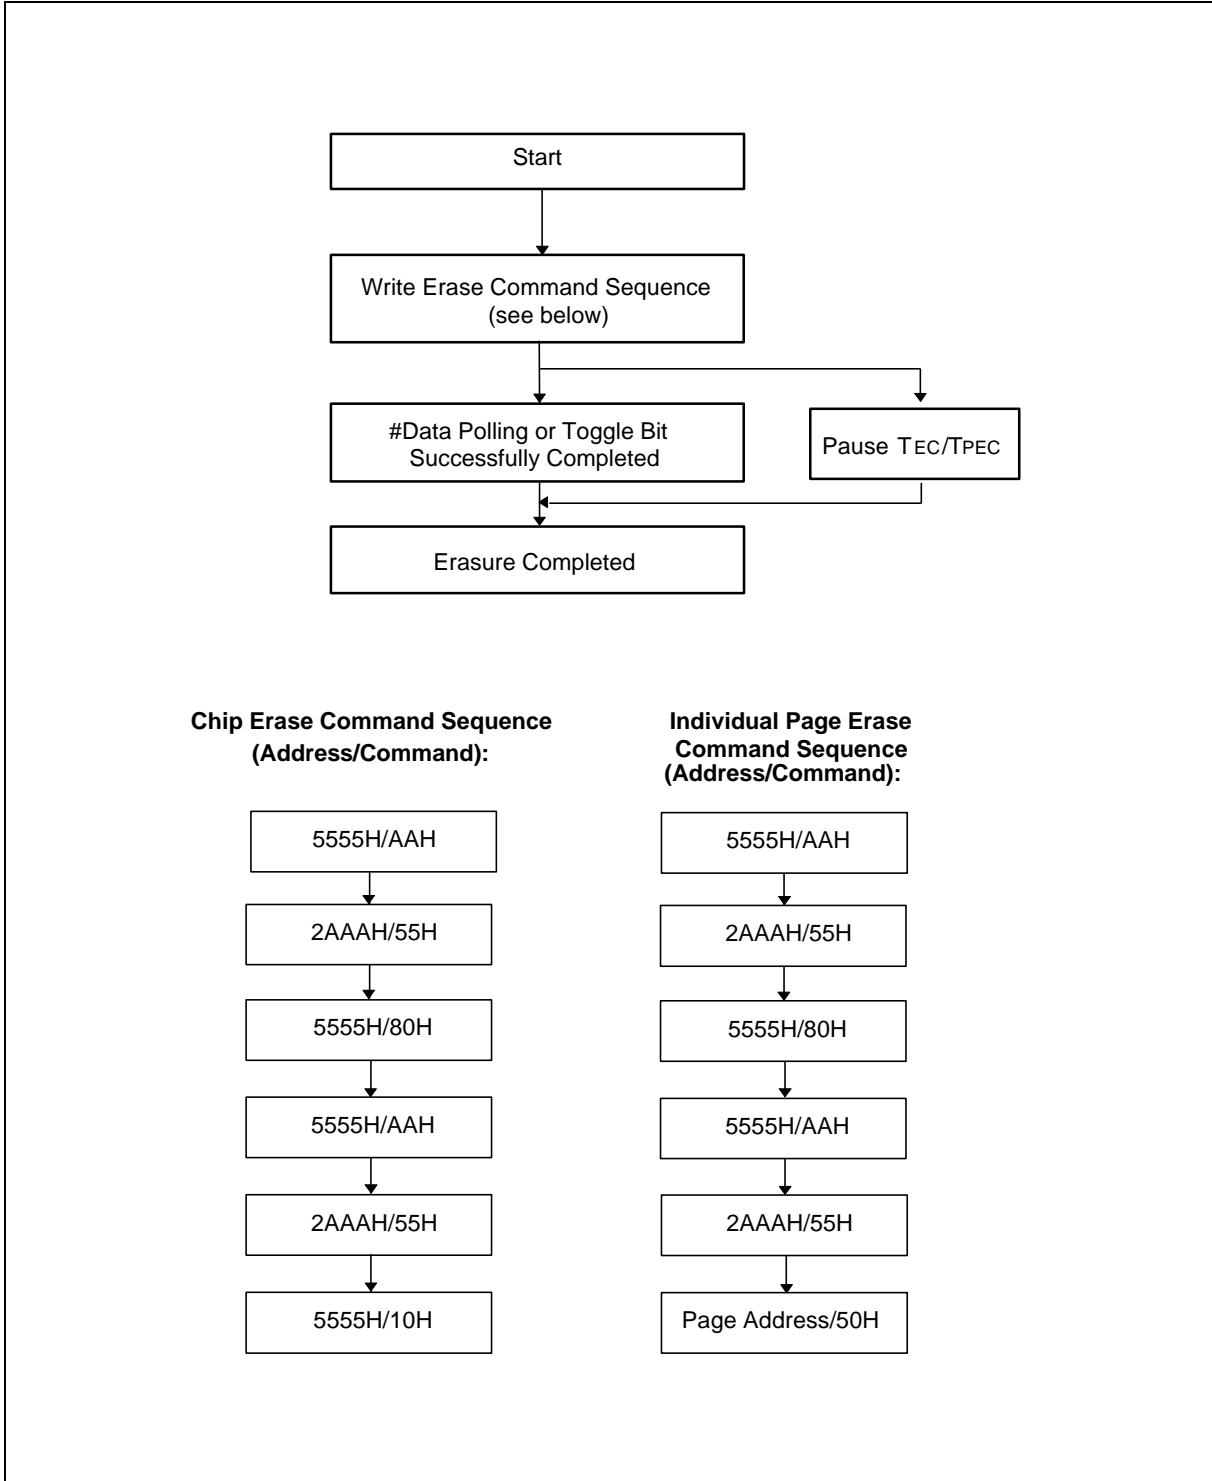 Start
Write Erase Command Sequence
(see below)
#Data Polling or Toggle Bit
Successfully Completed
Pause TEC/TPEC
Erasure Completed
Chip Erase Command Sequence
(Address/Command):
5555H/AAH
2AAAH/55H
5555H/80H
5555H/AAH
2AAAH/55H
5555H/10H
Individual Page Erase
Command Sequence
(Address/Command):
5555H/AAH
2AAAH/55H
5555H/80H
5555H/AAH
2AAAH/55H
Page Address/50H